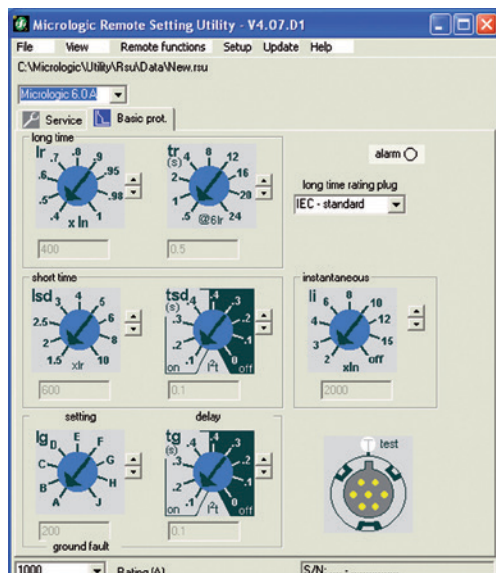 Micrologic Remote Setting Utility - V4.07.D1
File View Remote functions Setup Update Help
C:\Micrologic\Utility\Rsu\Data\New.rsu
Micrologic 6.0 A
Service Basic prot.
long time
Ir
.4 .5 .6 .7 .8 .9 .95 .98 1
x In
400
tr
(s)
.5 1 2 4 8 12 16 20 24
@6Ir
0.5
alarm
long time rating plug
IEC - standard
short time
Isd
1.5 2 2.5 3 4 5 6 8 10
xIr
600
tsd
(s)
.1 .2 .3 .4 .4 .3 .2 .1 0
on I²t off
0.1
instantaneous
Ii
2 3 4 6 8 10 12 15 off
xIn
2000
setting delay
Ig
A B C D E F G H J
200
tg
(s)
.1 .2 .3 .4 .4 .3 .2 .1 0
on I²t off
0.1
T test
ground fault
1000 Rating (A) S/N: